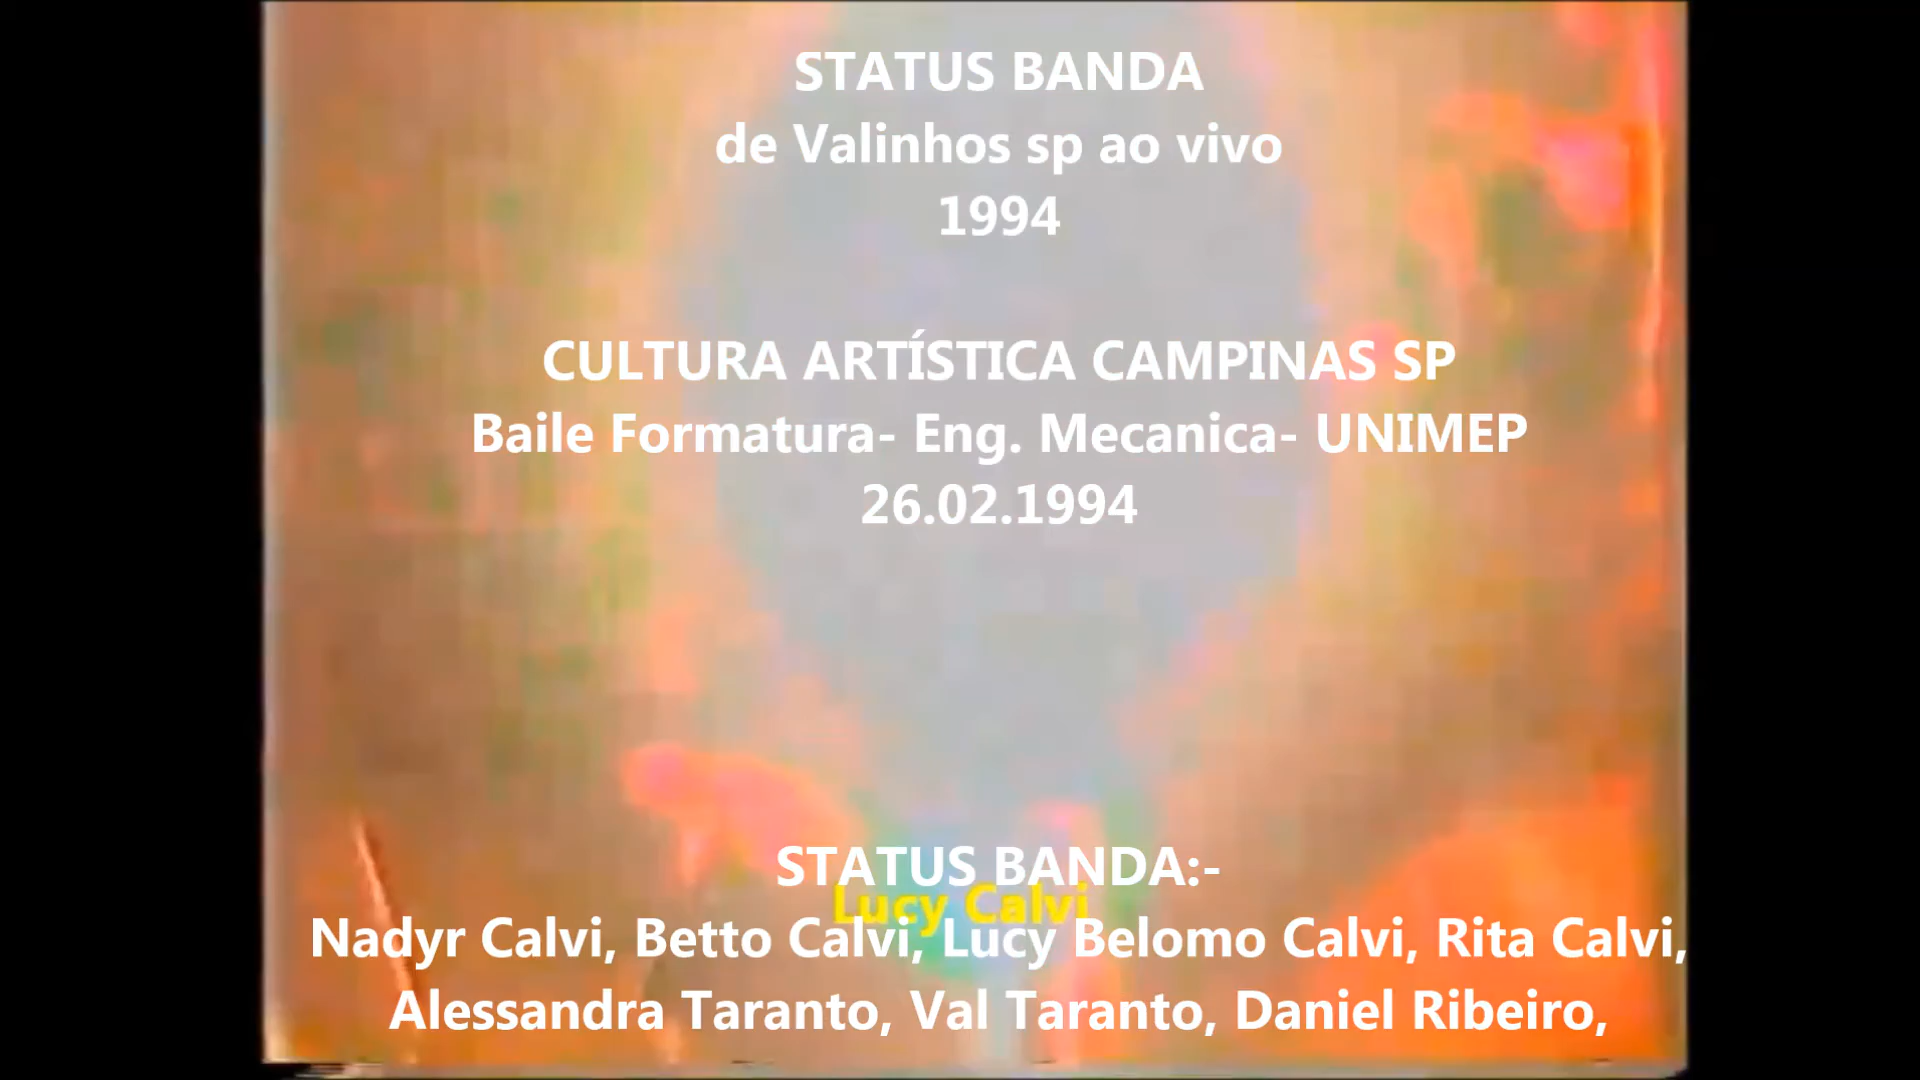 STATUS BANDA
de Valinhos sp ao vivo
1994
CULTURA ARTÍSTICA CAMPINAS SP
Baile Formatura- Eng. Mecanica- UNIMEP
26.02.1994
STATUS BANDA:-
Lucy Calvi
Nadyr Calvi, Betto Calvi, Lucy Belomo Calvi, Rita Calvi,
Alessandra Taranto, Val Taranto, Daniel Ribeiro,